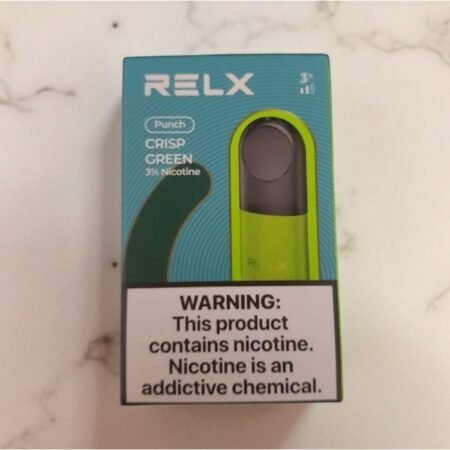 RELX
3%
Punch
CRISP
GREEN
3% Nicotine
RELX
WARNING:
This product
contains nicotine.
Nicotine is an
addictive chemical.